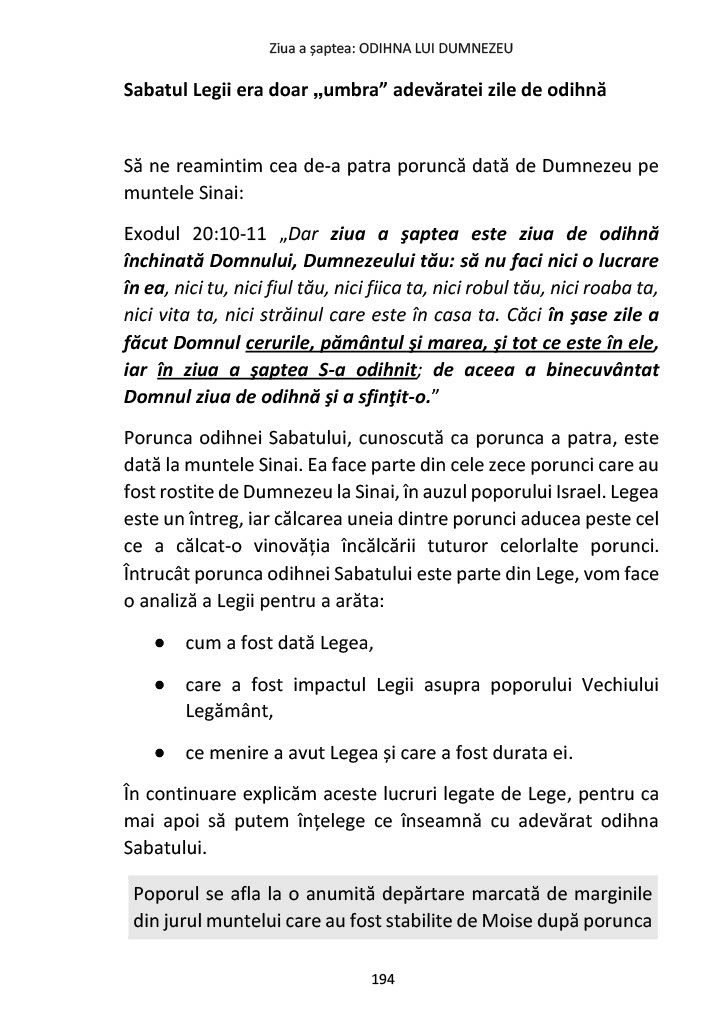 Ziua a șaptea: ODIHNA LUI DUMNEZEU
Sabatul Legii era doar „umbra” adevăratei zile de odihnă
Să ne reamintim cea de-a patra poruncă dată de Dumnezeu pe
muntele Sinai:
Exodul 20:10-11 „Dar ziua a şaptea este ziua de odihnă
închinată Domnului, Dumnezeului tău: să nu faci nici o lucrare
în ea, nici tu, nici fiul tău, nici fiica ta, nici robul tău, nici roaba ta,
nici vita ta, nici străinul care este în casa ta. Căci în şase zile a
făcut Domnul cerurile, pământul şi marea, şi tot ce este în ele,
iar în ziua a şaptea S-a odihnit; de aceea a binecuvântat
Domnul ziua de odihnă şi a sfinţit-o.”
Porunca odihnei Sabatului, cunoscută ca porunca a patra, este
dată la muntele Sinai. Ea face parte din cele zece porunci care au
fost rostite de Dumnezeu la Sinai, în auzul poporului Israel. Legea
este un întreg, iar călcarea uneia dintre porunci aducea peste cel
ce a călcat-o vinovăția încălcării tuturor celorlalte porunci.
Întrucât porunca odihnei Sabatului este parte din Lege, vom face
o analiză a Legii pentru a arăta:
● cum a fost dată Legea,
● care a fost impactul Legii asupra poporului Vechiului
Legământ,
● ce menire a avut Legea și care a fost durata ei.
În continuare explicăm aceste lucruri legate de Lege, pentru ca
mai apoi să putem înțelege ce înseamnă cu adevărat odihna
Sabatului.
Poporul se afla la o anumită depărtare marcată de marginile
din jurul muntelui care au fost stabilite de Moise după porunca
194